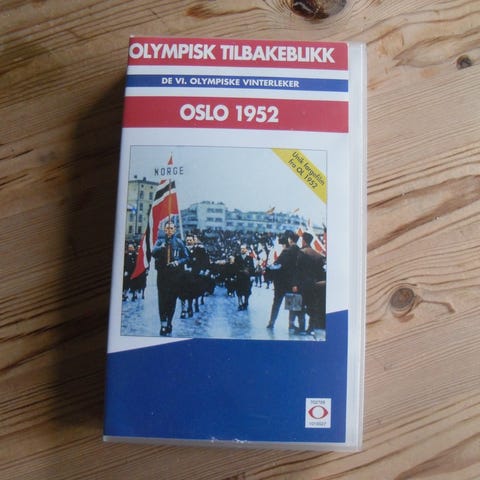 OLYMPISK TILBAKEBLIKK
DE VI. OLYMPISKE VINTERLEKER
OSLO 1952
NORGE
Unik fargefilm
fra OL 1952